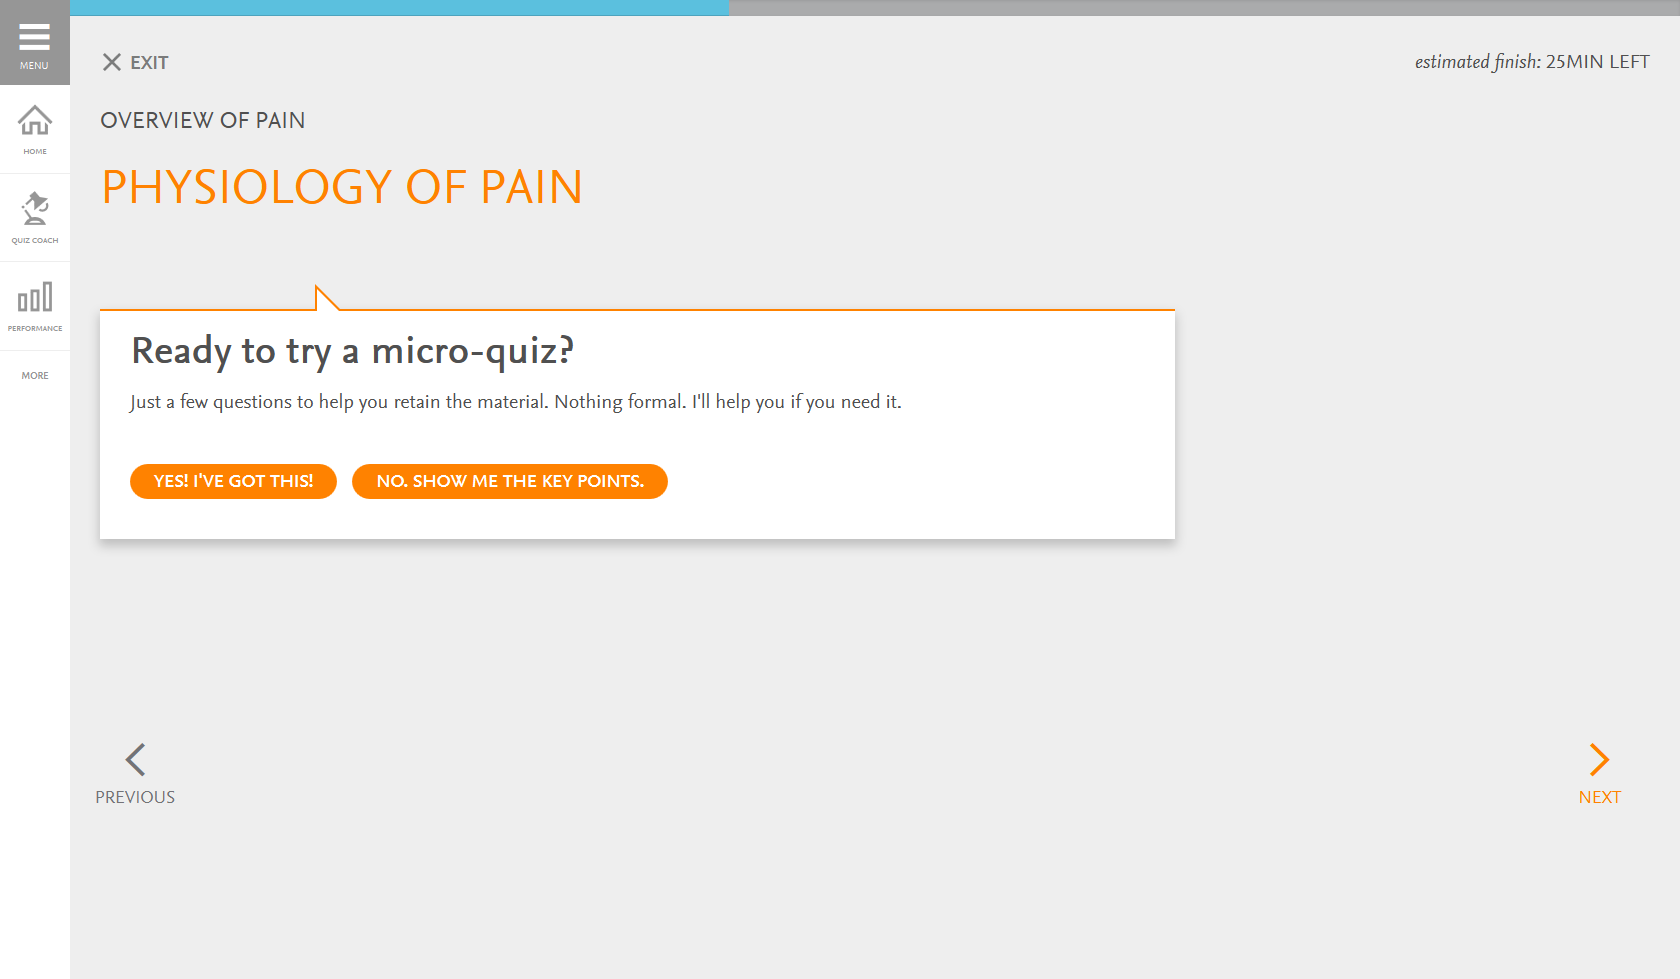 MENU
EXIT
estimated finish: 25MIN LEFT
OVERVIEW OF PAIN
HOME
PHYSIOLOGY OF PAIN
QUIZ COACH
PERFORMANCE
MORE
Ready to try a micro-quiz?
Just a few questions to help you retain the material. Nothing formal. I'll help you if you need it.
YES! I'VE GOT THIS!
NO. SHOW ME THE KEY POINTS.
PREVIOUS
NEXT